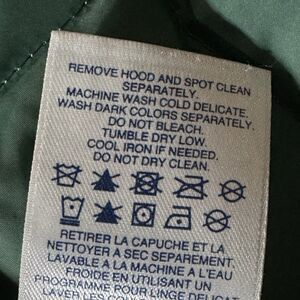 REMOVE HOOD AND SPOT CLEAN
SEPARATELY.
MACHINE WASH COLD DELICATE.
WASH DARK COLORS SEPARATELY.
DO NOT BLEACH.
TUMBLE DRY LOW.
COOL IRON IF NEEDED.
DO NOT DRY CLEAN.
RETIRER LA CAPUCHE ET LA
NETTOYER A SEC SEPAREMENT.
LAVABLE A LA MACHINE A L'EAU
FROIDE EN UTILISANT UN
PROGRAMME POUR LINGE DELICAT
LAVER LES